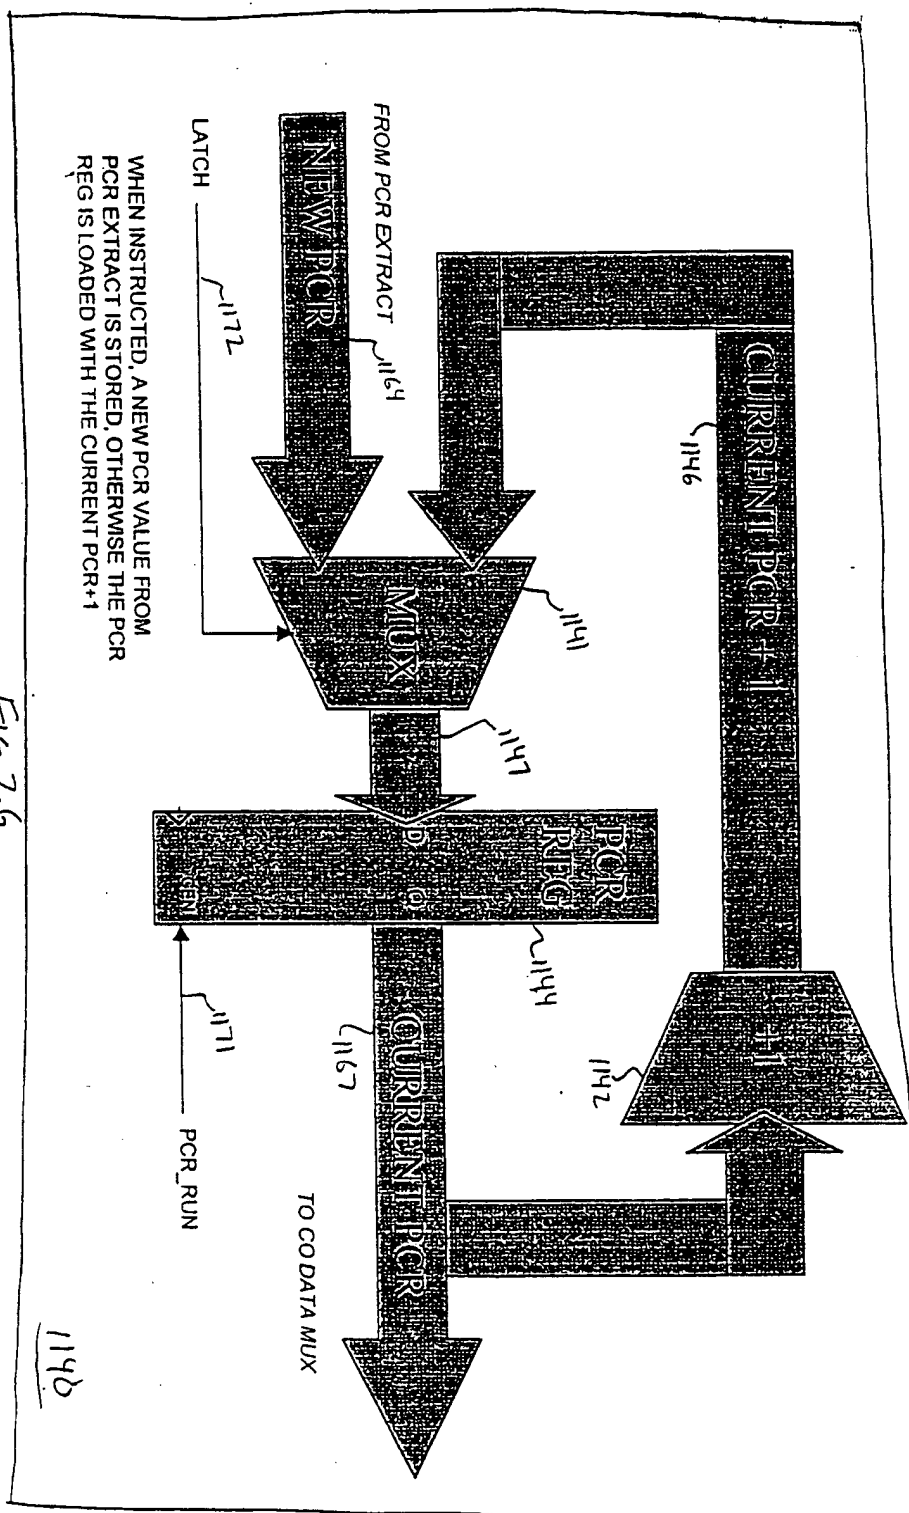 CURRENT PCR +1
1146
+1
1142
FROM PCR EXTRACT
NEW PCR
1164
MUX
1141
1147
PCR
REG
D Q
CEN
1144
CURRENT PCR
1167
TO CO DATA MUX
LATCH
1172
1171
PCR_RUN
WHEN INSTRUCTED, A NEW PCR VALUE FROM
PCR EXTRACT IS STORED, OTHERWISE THE PCR
REG IS LOADED WITH THE CURRENT PCR+1
1140